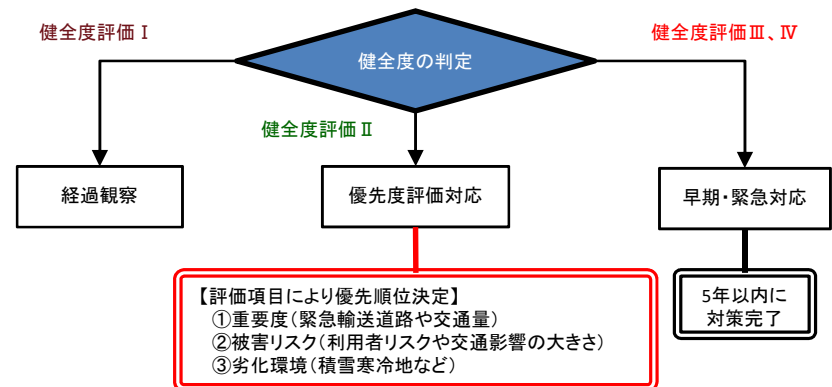 健全度評価Ⅰ
健全度評価Ⅲ、Ⅳ
健全度の判定
健全度評価Ⅱ
経過観察
優先度評価対応
早期・緊急対応
【評価項目により優先順位決定】
①重要度(緊急輸送道路や交通量)
②被害リスク(利用者リスクや交通影響の大きさ)
③劣化環境(積雪寒冷地など)
5年以内に
対策完了